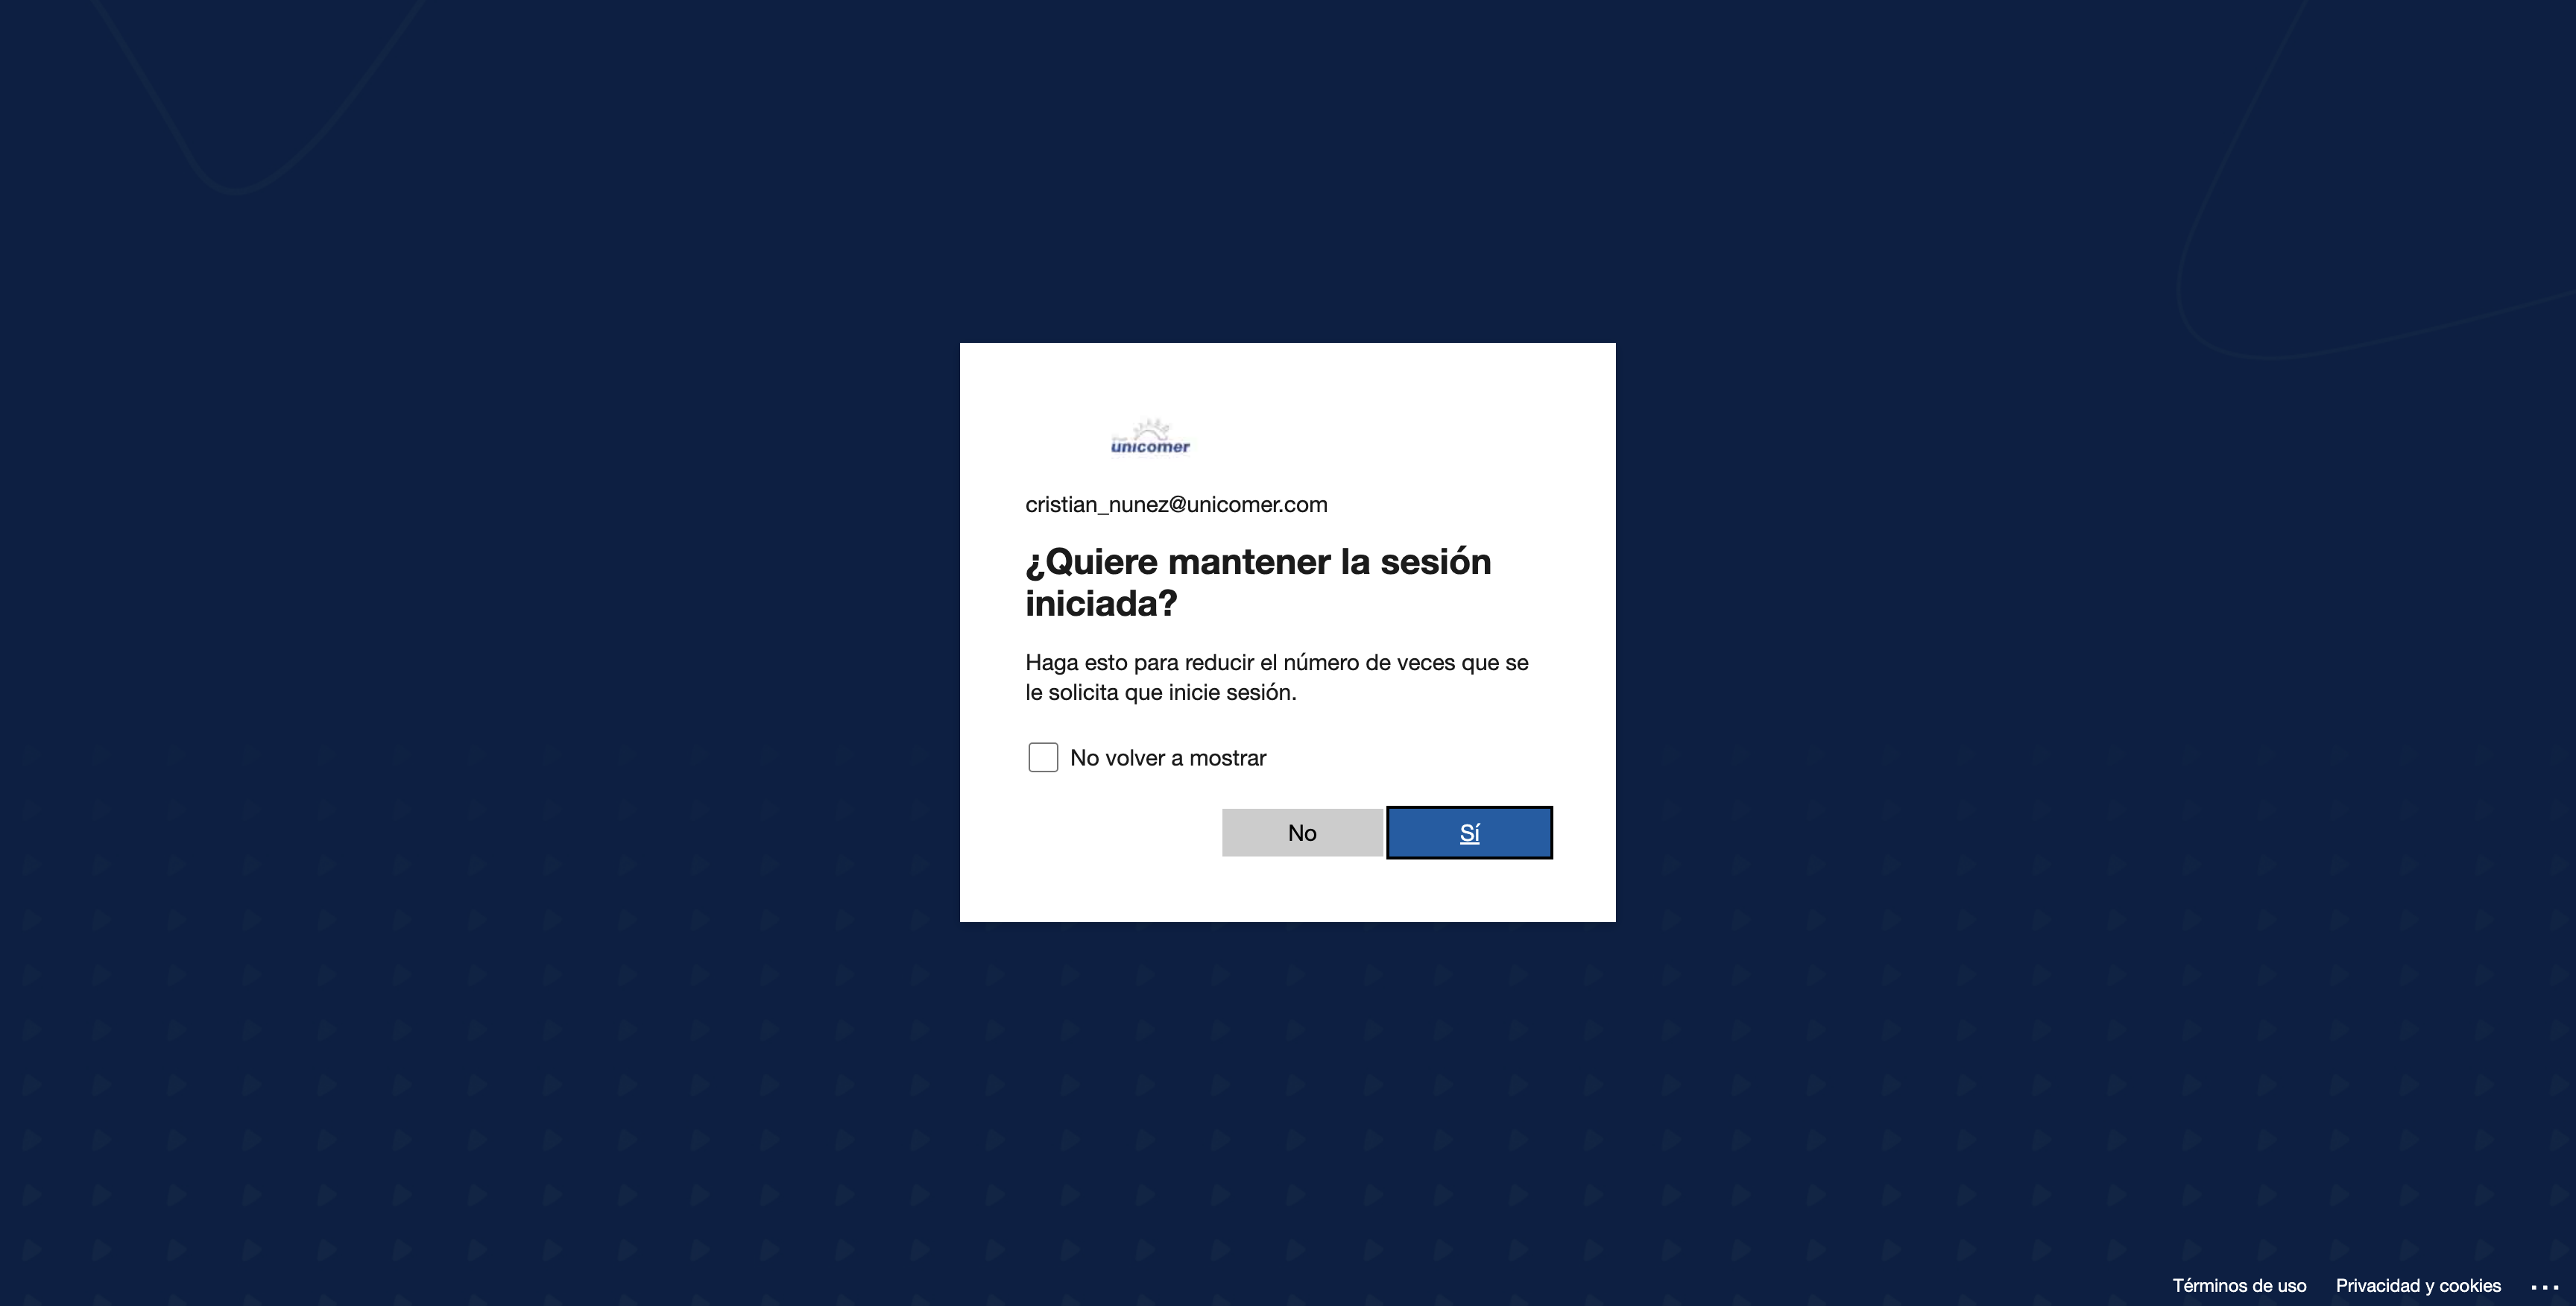 unicomer
cristian_nunez@unicomer.com
¿Quiere mantener la sesión
iniciada?
Haga esto para reducir el número de veces que se
le solicita que inicie sesión.
No volver a mostrar
No
Sí
Términos de uso
Privacidad y cookies